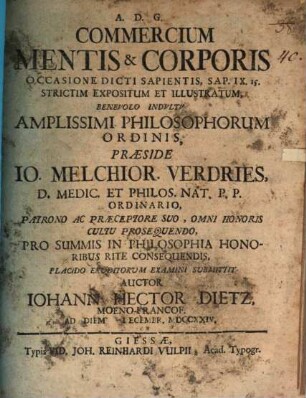 A. D. G.
COMMERCIUM
MENTIS & CORPORIS
OCCASIONE DICTI SAPIENTIS, SAP. IX. 15.
STRICTIM EXPOSITUM ET ILLUSTRATUM,
BENEVOLO INDULTU
AMPLISSIMI PHILOSOPHORUM
ORDINIS,
PRÆSIDE
IO. MELCHIOR. VERDRIES,
D. MEDIC. ET PHILOS. NAT. P. P.
ORDINARIO,
PATRONO AC PRÆCEPTORE SUO, OMNI HONORIS
CULTU PROSEQUENDO,
PRO SUMMIS IN PHILOSOPHIA HONO-
RIBUS RITE CONSEQUENDIS,
PLACIDO ERUDITORUM EXAMINI SUBMITTIT
AUCTOR
IOHANN HECTOR DIETZ,
MOENO-FRANCOF.
AD DIEM DECEMBR. MDCCXXIV.
GIESSÆ,
Typis VID. JOH. REINHARDI VULPII, Acad. Typogr.